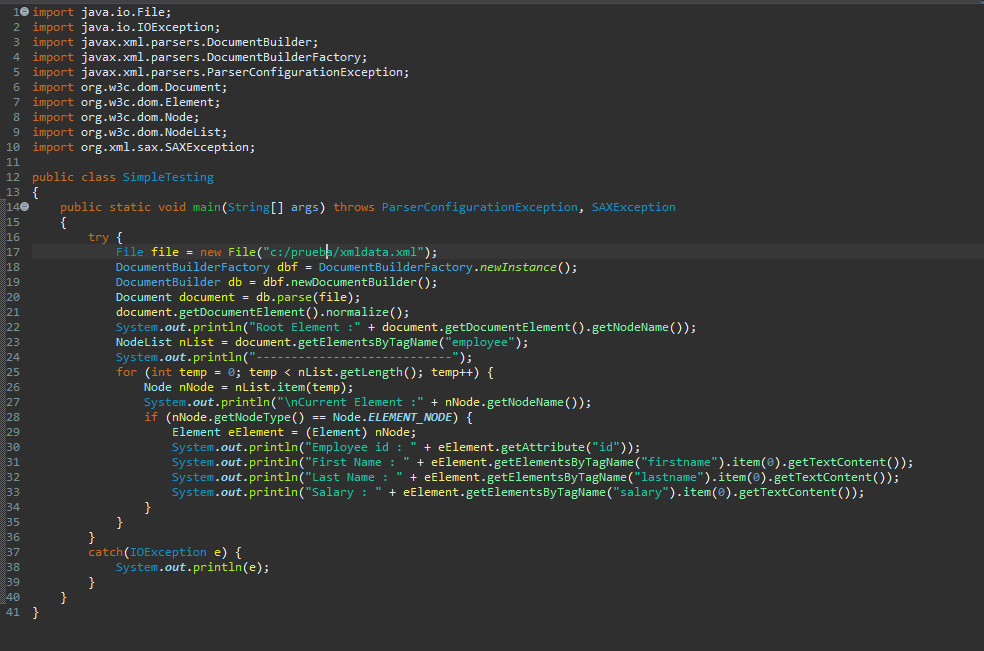 1 import java.io.File;
2 import java.io.IOException;
3 import javax.xml.parsers.DocumentBuilder;
4 import javax.xml.parsers.DocumentBuilderFactory;
5 import javax.xml.parsers.ParserConfigurationException;
6 import org.w3c.dom.Document;
7 import org.w3c.dom.Element;
8 import org.w3c.dom.Node;
9 import org.w3c.dom.NodeList;
10 import org.xml.sax.SAXException;
11
12 public class SimpleTesting
13 {
14     public static void main(String[] args) throws ParserConfigurationException, SAXException
15     {
16         try {
17             File file = new File("c:/prueba/xmldata.xml");
18             DocumentBuilderFactory dbf = DocumentBuilderFactory.newInstance();
19             DocumentBuilder db = dbf.newDocumentBuilder();
20             Document document = db.parse(file);
21             document.getDocumentElement().normalize();
22             System.out.println("Root Element :" + document.getDocumentElement().getNodeName());
23             NodeList nList = document.getElementsByTagName("employee");
24             System.out.println("----------------------------");
25             for (int temp = 0; temp < nList.getLength(); temp++) {
26                 Node nNode = nList.item(temp);
27                 System.out.println("\nCurrent Element :" + nNode.getNodeName());
28                 if (nNode.getNodeType() == Node.ELEMENT_NODE) {
29                     Element eElement = (Element) nNode;
30                     System.out.println("Employee id : " + eElement.getAttribute("id"));
31                     System.out.println("First Name : " + eElement.getElementsByTagName("firstname").item(0).getTextContent());
32                     System.out.println("Last Name : " + eElement.getElementsByTagName("lastname").item(0).getTextContent());
33                     System.out.println("Salary : " + eElement.getElementsByTagName("salary").item(0).getTextContent());
34                 }
35             }
36         }
37         catch(IOException e) {
38             System.out.println(e);
39         }
40     }
41 }